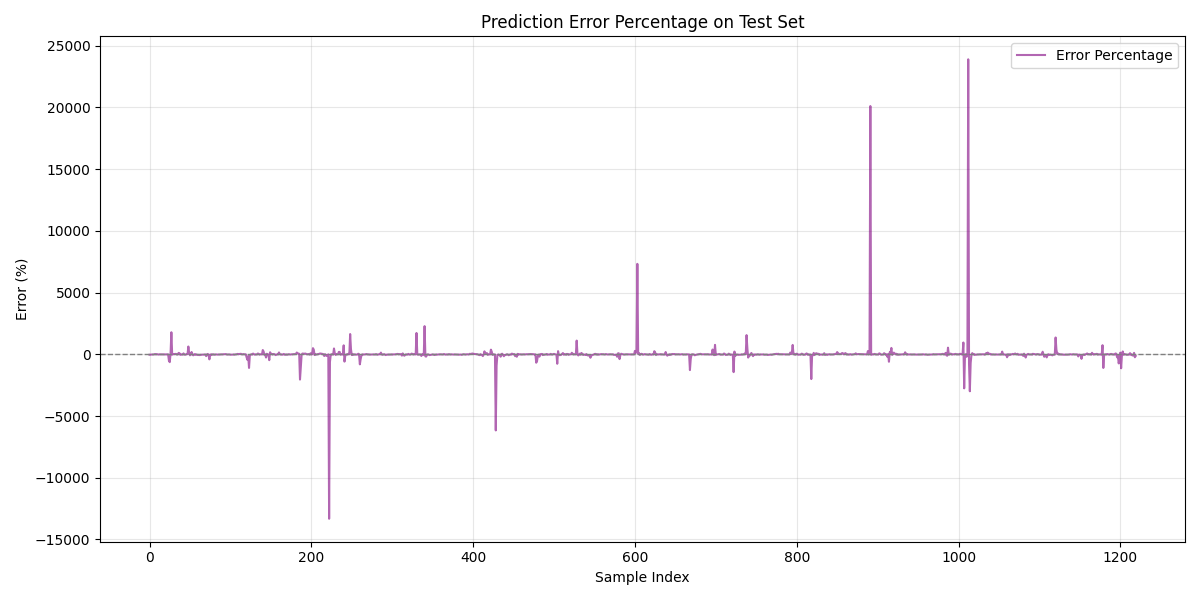 Prediction Error Percentage on Test Set
Error Percentage
25000
20000
15000
10000
5000
0
−5000
−10000
−15000
Error (%)
0 200 400 600 800 1000 1200
Sample Index